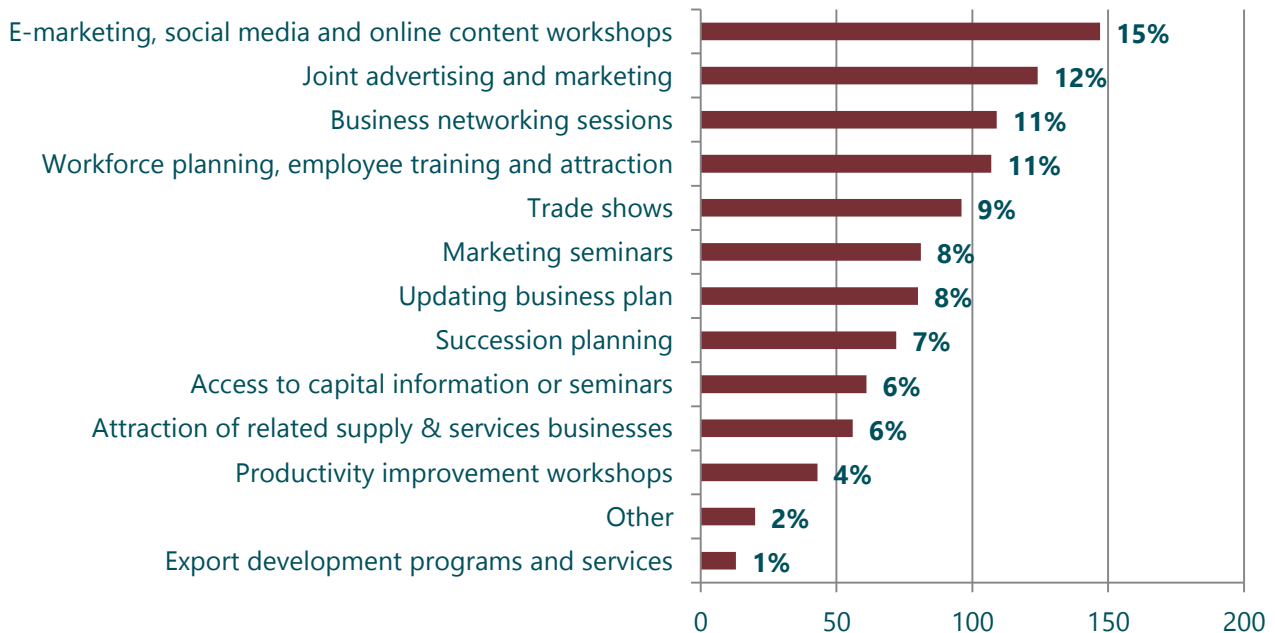 E-marketing, social media and online content workshops 15%
Joint advertising and marketing 12%
Business networking sessions 11%
Workforce planning, employee training and attraction 11%
Trade shows 9%
Marketing seminars 8%
Updating business plan 8%
Succession planning 7%
Access to capital information or seminars 6%
Attraction of related supply & services businesses 6%
Productivity improvement workshops 4%
Other 2%
Export development programs and services 1%
0 50 100 150 200